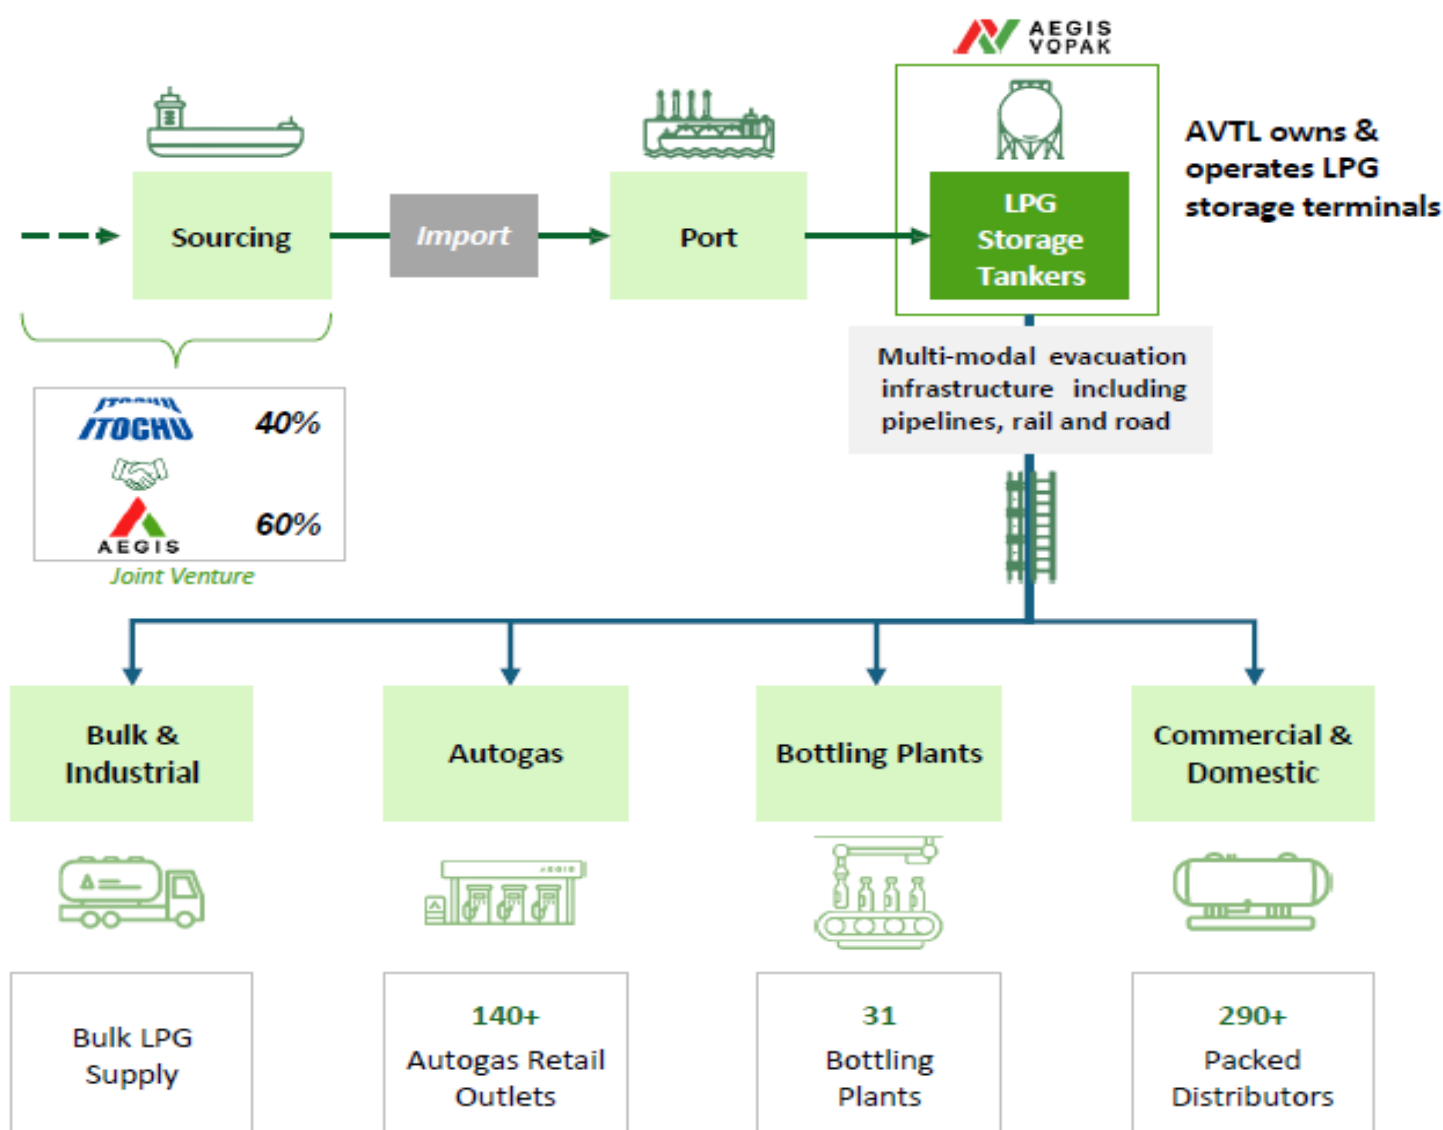 AEGIS
VOPAK
Sourcing
Import
Port
LPG
Storage
Tankers
AVTL owns &
operates LPG
storage terminals
Multi-modal evacuation
infrastructure including
pipelines, rail and road
ITOCHU
ITOCHU
40%
AEGIS
60%
Joint Venture
Bulk &
Industrial
Autogas
Bottling Plants
Commercial &
Domestic
AEGIS
Bulk LPG
Supply
140+
Autogas Retail
Outlets
31
Bottling
Plants
290+
Packed
Distributors